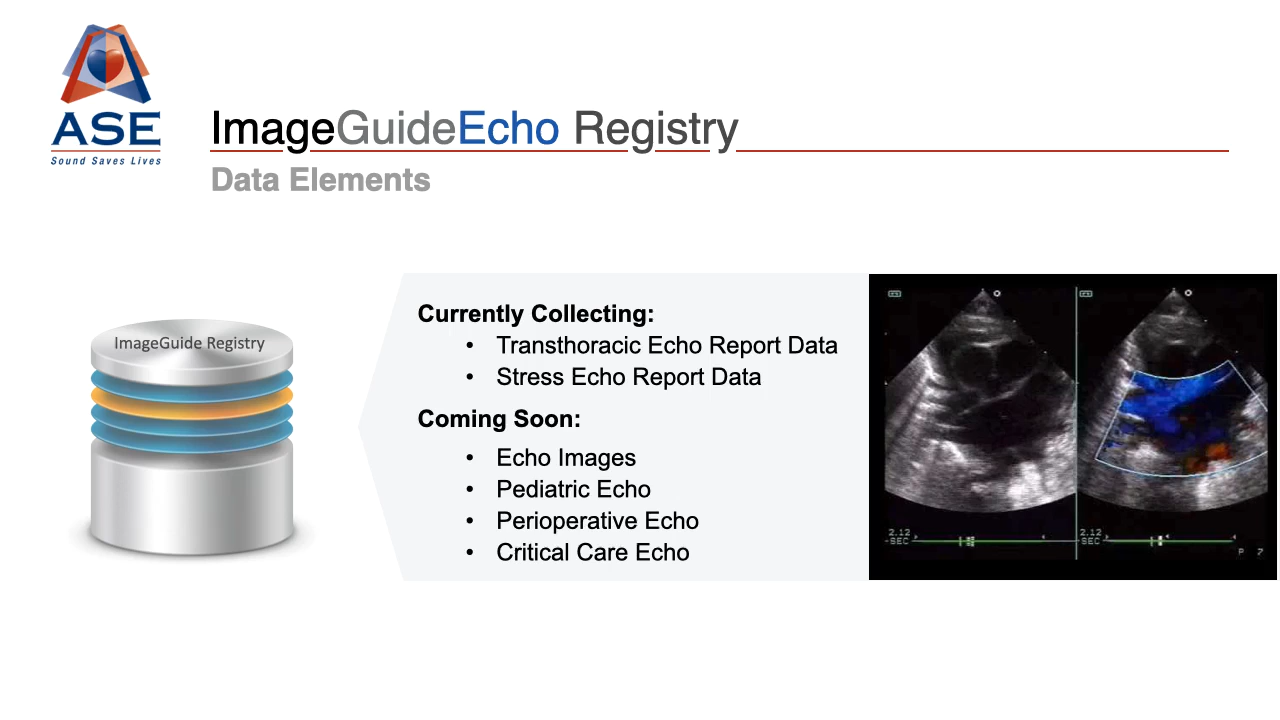 ASE
Sound Saves Lives
ImageGuideEcho Registry
Data Elements
ImageGuide Registry
Currently Collecting:
• Transthoracic Echo Report Data
• Stress Echo Report Data
Coming Soon:
• Echo Images
• Pediatric Echo
• Perioperative Echo
• Critical Care Echo
2.12
-SEC
2.12
-SEC
P 7